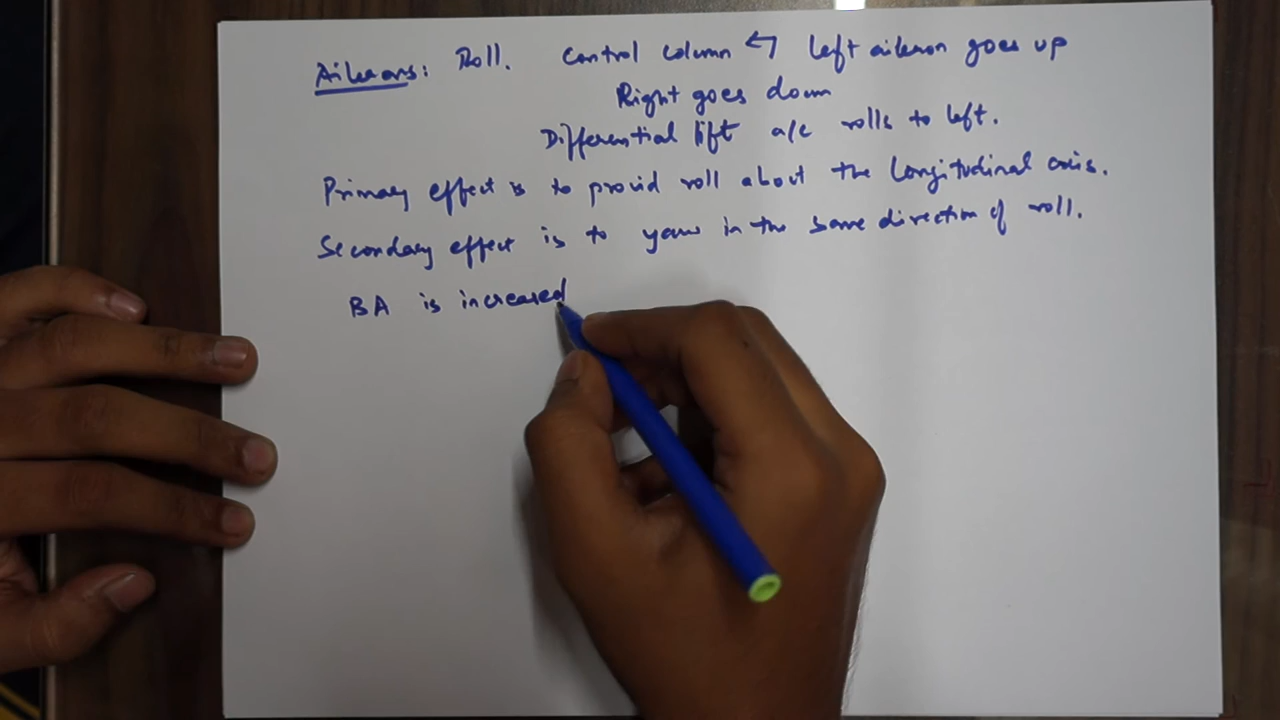 Ailerons: Roll. Control column ↰ left aileron goes up
Right goes down
Differential lift a/c rolls to left.
Primary effect is to provid roll about the longitudinal axis.
Secondary effect is to yaw in the same direction of roll.
BA is increased